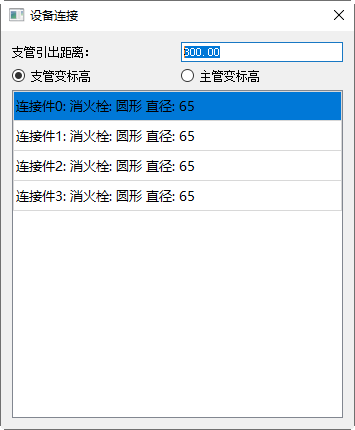 设备连接
支管引出距离: 300.00
支管变标高 主管变标高
连接件0: 消火栓: 圆形 直径: 65
连接件1: 消火栓: 圆形 直径: 65
连接件2: 消火栓: 圆形 直径: 65
连接件3: 消火栓: 圆形 直径: 65